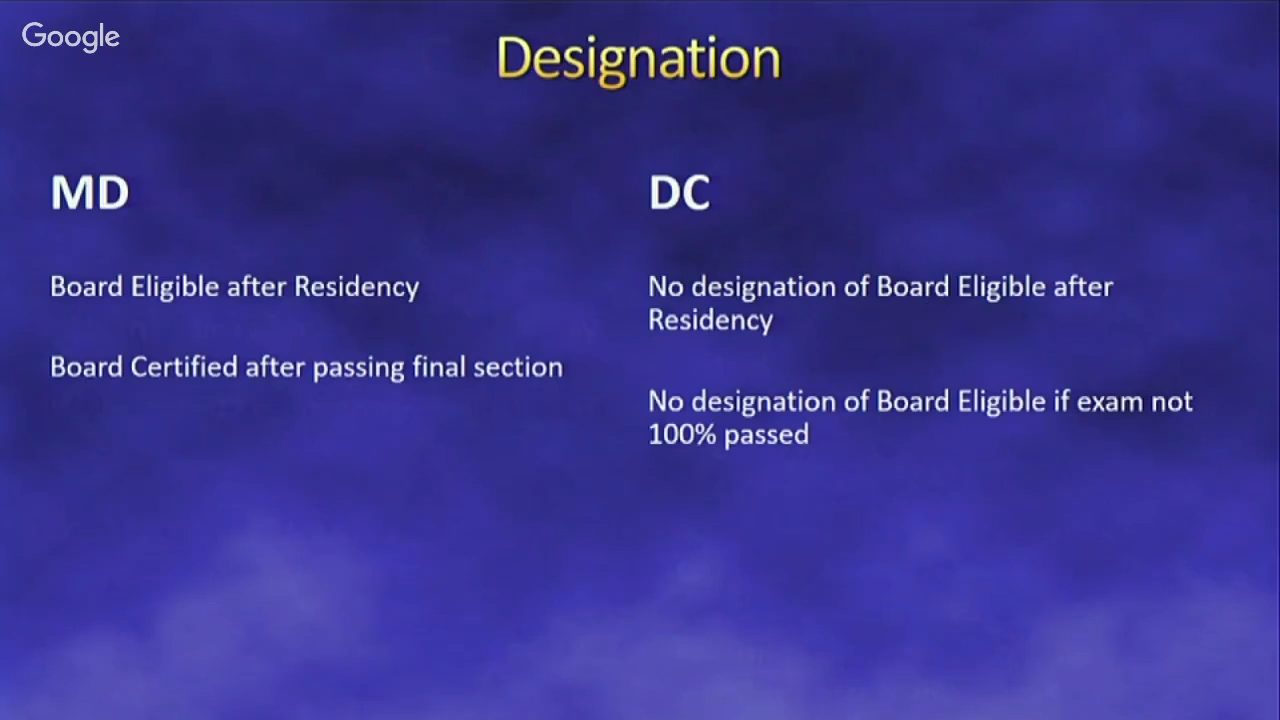 Google
Designation
MD
Board Eligible after Residency
Board Certified after passing final section
DC
No designation of Board Eligible after
Residency
No designation of Board Eligible if exam not
100% passed